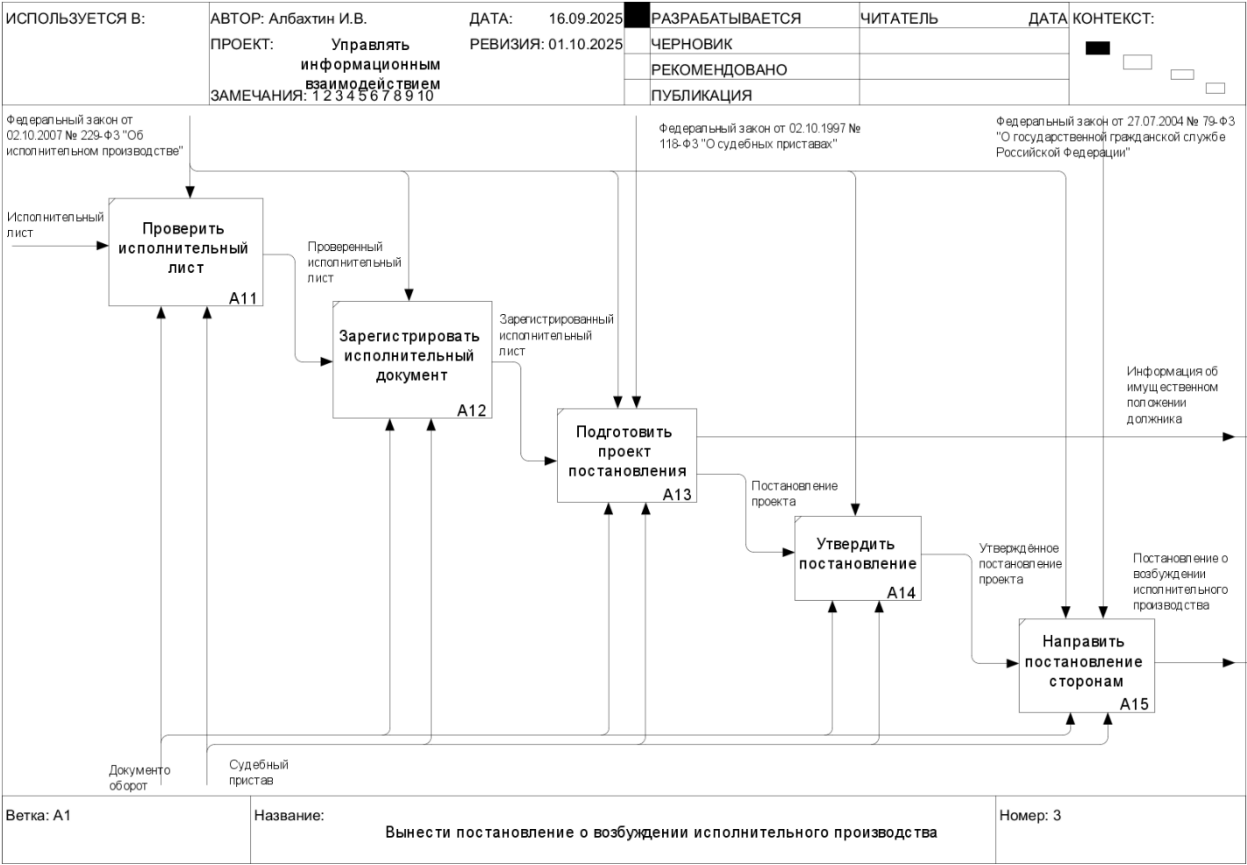 ИСПОЛЬЗУЕТСЯ В:
АВТОР: Албахтин И.В.
ДАТА: 16.09.2025
РАЗРАБАТЫВАЕТСЯ
ЧИТАТЕЛЬ
ДАТА
КОНТЕКСТ:
ПРОЕКТ:
Управлять
информационным
взаимодействием
РЕВИЗИЯ: 01.10.2025
ЧЕРНОВИК
РЕКОМЕНДОВАНО
ЗАМЕЧАНИЯ: 1 2 3 4 5 6 7 8 9 10
ПУБЛИКАЦИЯ
Федеральный закон от
02.10.2007 № 229-ФЗ "Об
исполнительном производстве"
Федеральный закон от 02.10.1997 №
118-ФЗ "О судебных приставах"
Федеральный закон от 27.07.2004 № 79-ФЗ
"О государственной гражданской службе
Российской Федерации"
Исполнительный
лист
Проверить
исполнительный
лист
A11
Проверенный
исполнительный
лист
Зарегистрировать
исполнительный
документ
A12
Зарегистрированный
исполнительный
лист
Подготовить
проект
постановления
A13
Информация об
имущественном
положении
должника
Постановление
проекта
Утвердить
постановление
A14
Утверждённое
постановление
проекта
Постановление о
возбуждении
исполнительного
производства
Направить
постановление
сторонам
A15
Документо
оборот
Судебный
пристав
Ветка: A1
Название:
Вынести постановление о возбуждении исполнительного производства
Номер: 3